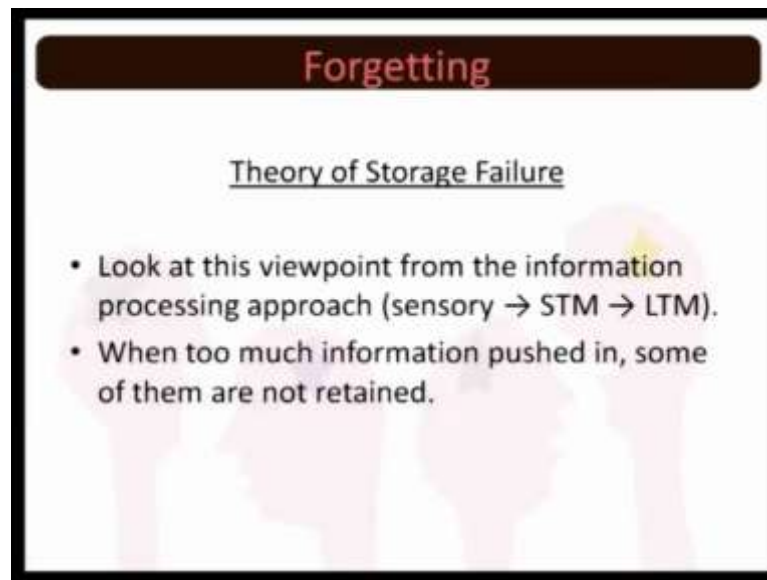 Forgetting
Theory of Storage Failure
• Look at this viewpoint from the information
processing approach (sensory → STM → LTM).
• When too much information pushed in, some
of them are not retained.